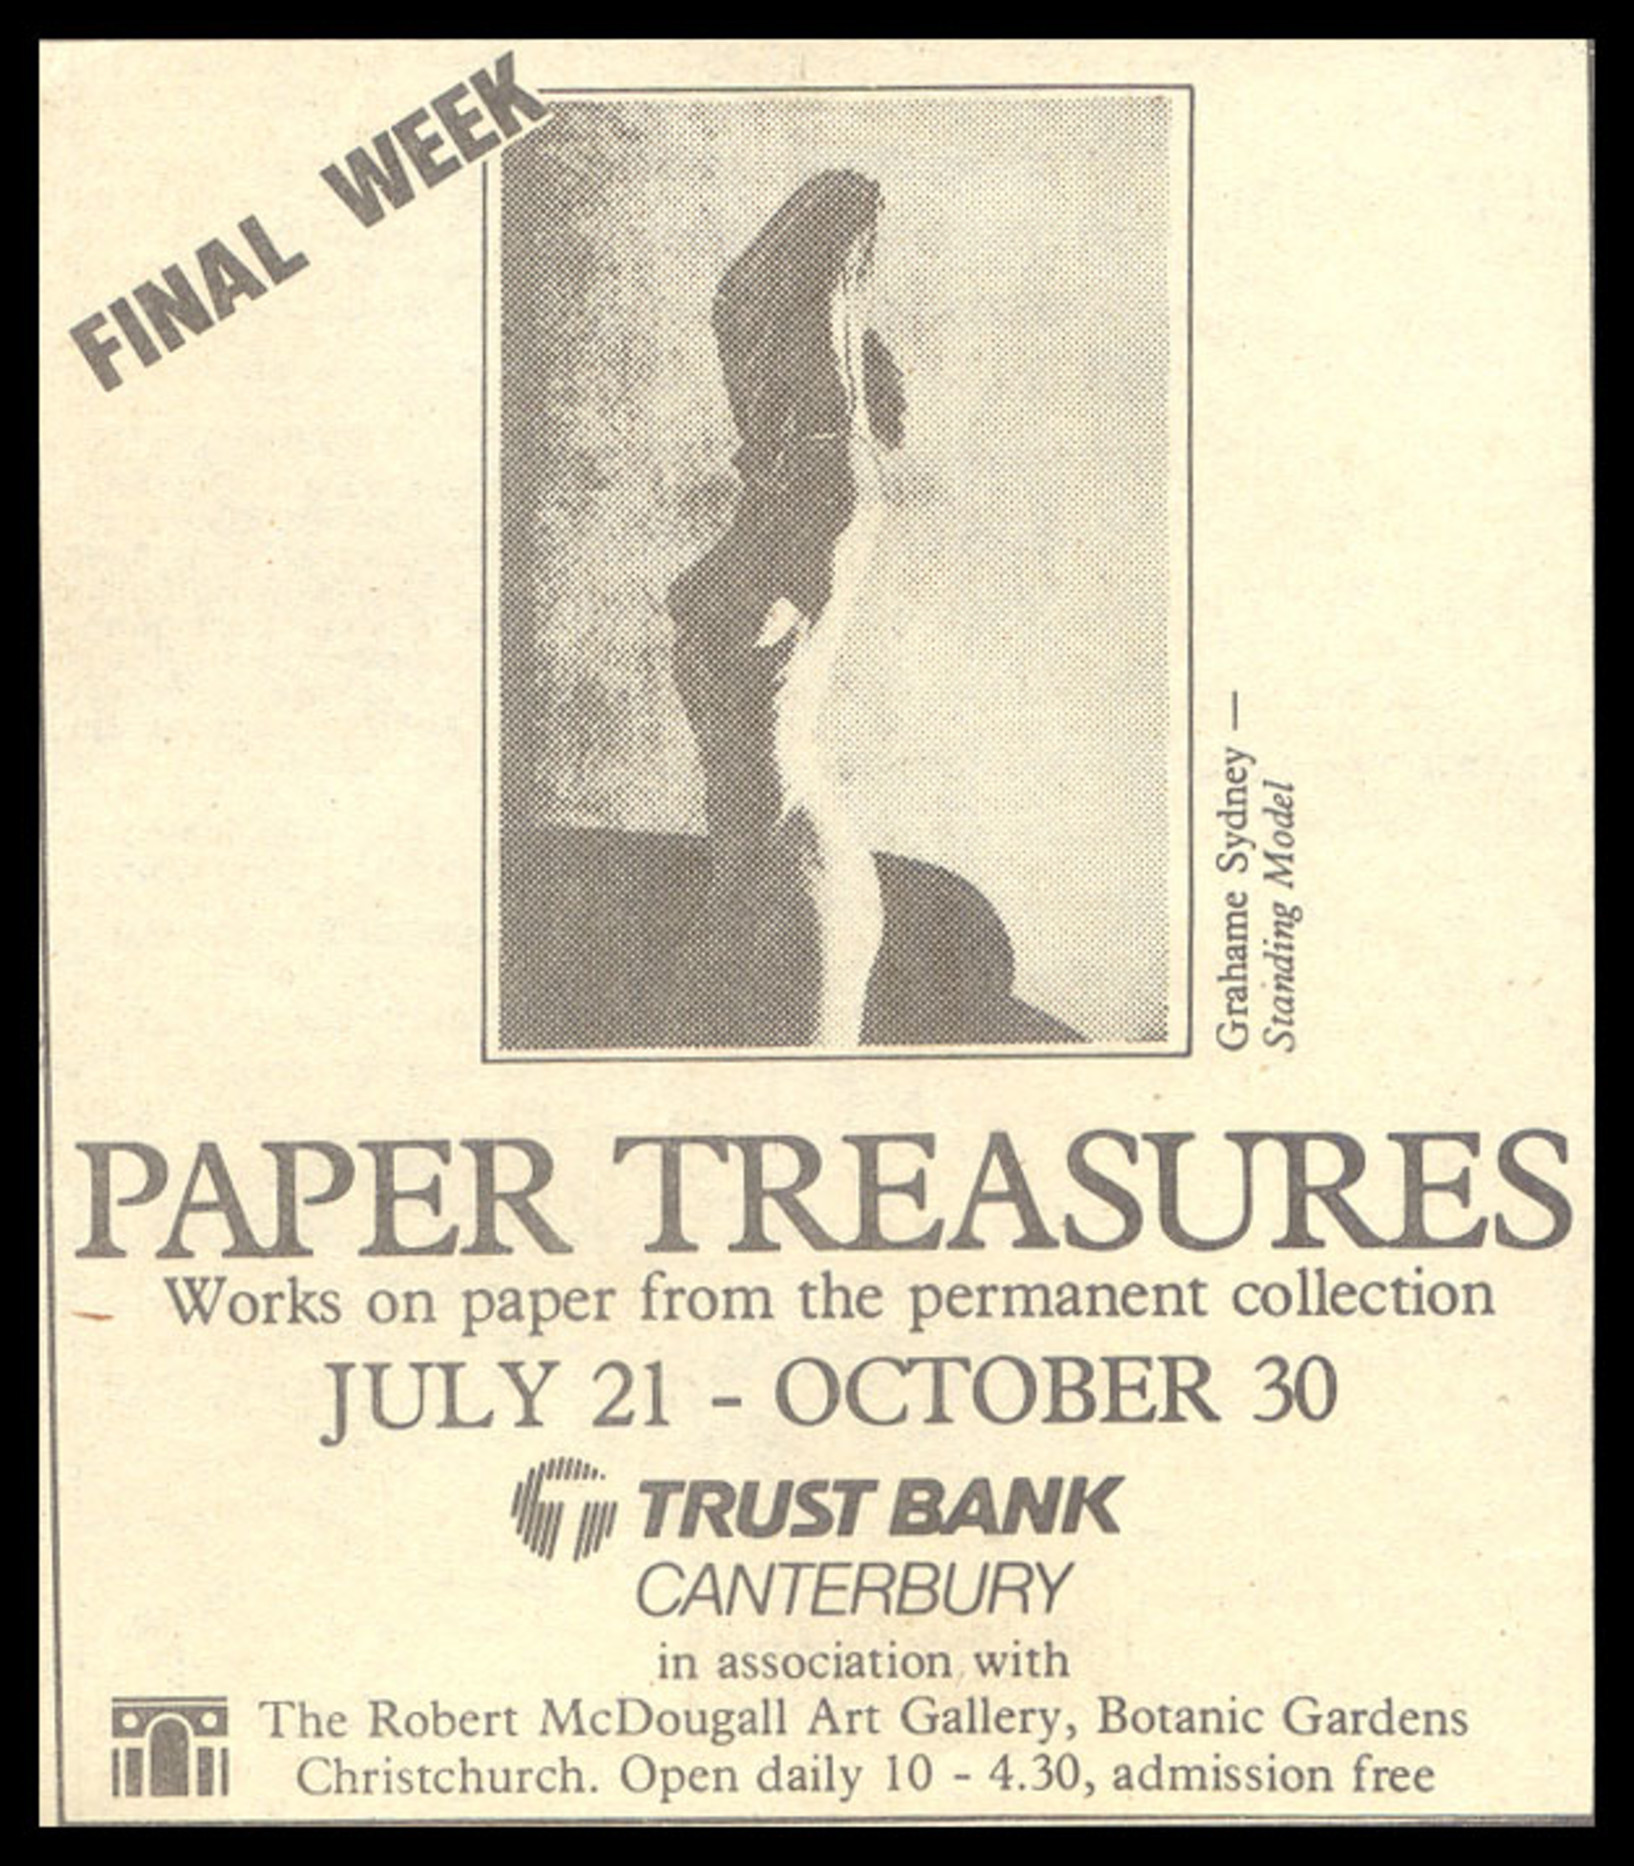 FINAL WEEK
Grahame Sydney —
Standing Model
PAPER TREASURES
Works on paper from the permanent collection
JULY 21 - OCTOBER 30
TRUST BANK
CANTERBURY
in association with
The Robert McDougall Art Gallery, Botanic Gardens
Christchurch. Open daily 10 - 4.30, admission free